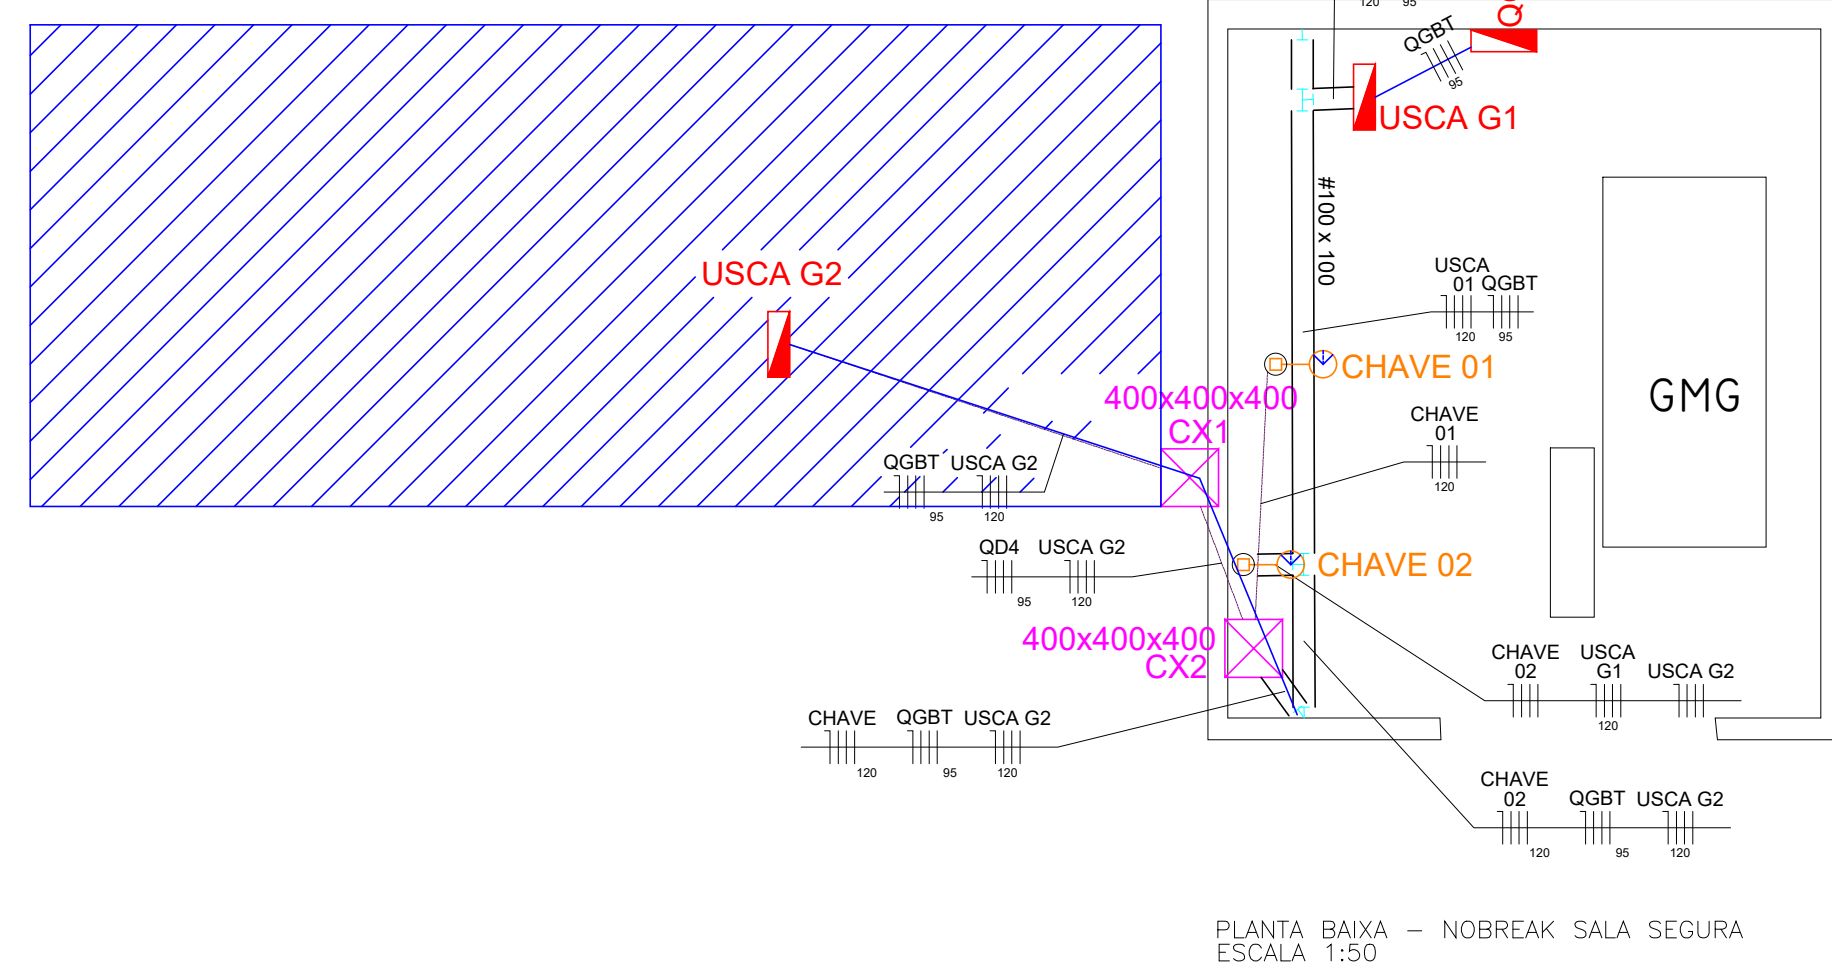 120 95
QGBT
95
USCA G1
#100 x 100
USCA G2
USCA
01 QGBT
120 95
CHAVE 01
GMG
400x400x400
CX1
CHAVE
01
120
QGBT USCA G2
95 120
QD4 USCA G2
95 120
CHAVE 02
400x400x400
CX2
CHAVE
02
USCA
G1
USCA G2
120
CHAVE QGBT USCA G2
120 95 120
CHAVE
02
QGBT USCA G2
120 95 120
PLANTA BAIXA – NOBREAK SALA SEGURA
ESCALA 1:50